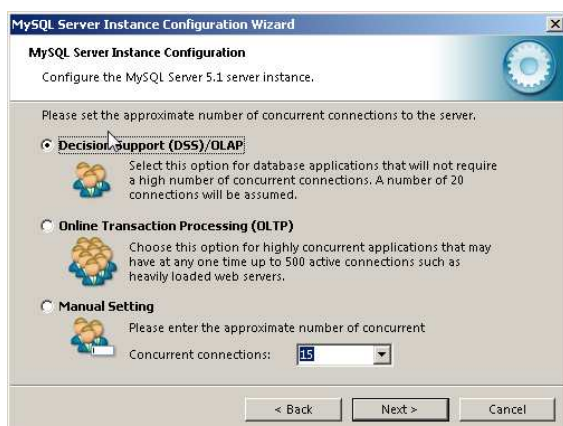 MySQL Server Instance Configuration Wizard
MySQL Server Instance Configuration
Configure the MySQL Server 5.1 server instance.
Please set the approximate number of concurrent connections to the server.
Decision Support (DSS)/OLAP
Select this option for database applications that will not require
a high number of concurrent connections. A number of 20
connections will be assumed.
Online Transaction Processing (OLTP)
Choose this option for highly concurrent applications that may
have at any one time up to 500 active connections such as
heavily loaded web servers.
Manual Setting
Please enter the approximate number of concurrent
Concurrent connections: 15
< Back Next > Cancel